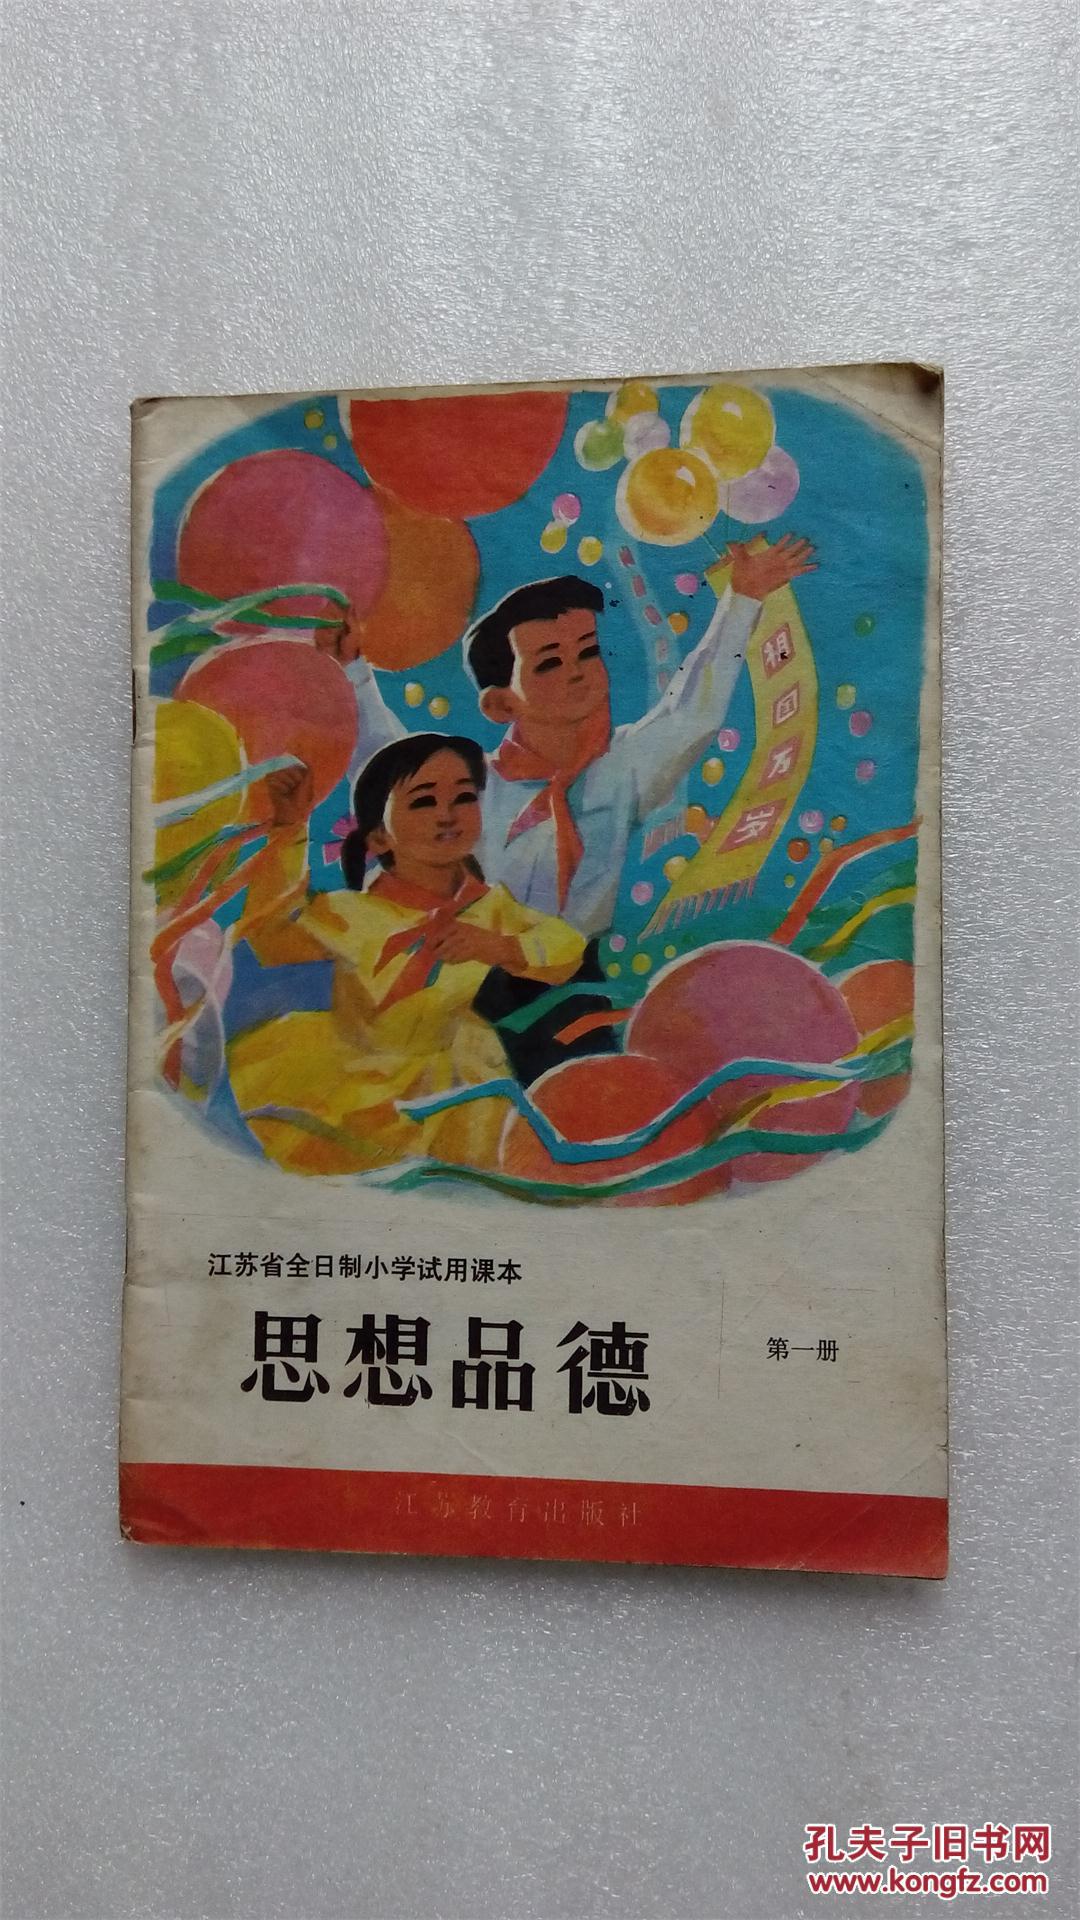 祖国万岁
江苏省全日制小学试用课本
思想品德
第一册
江苏教育出版社
孔夫子旧书网
www.kongfz.com